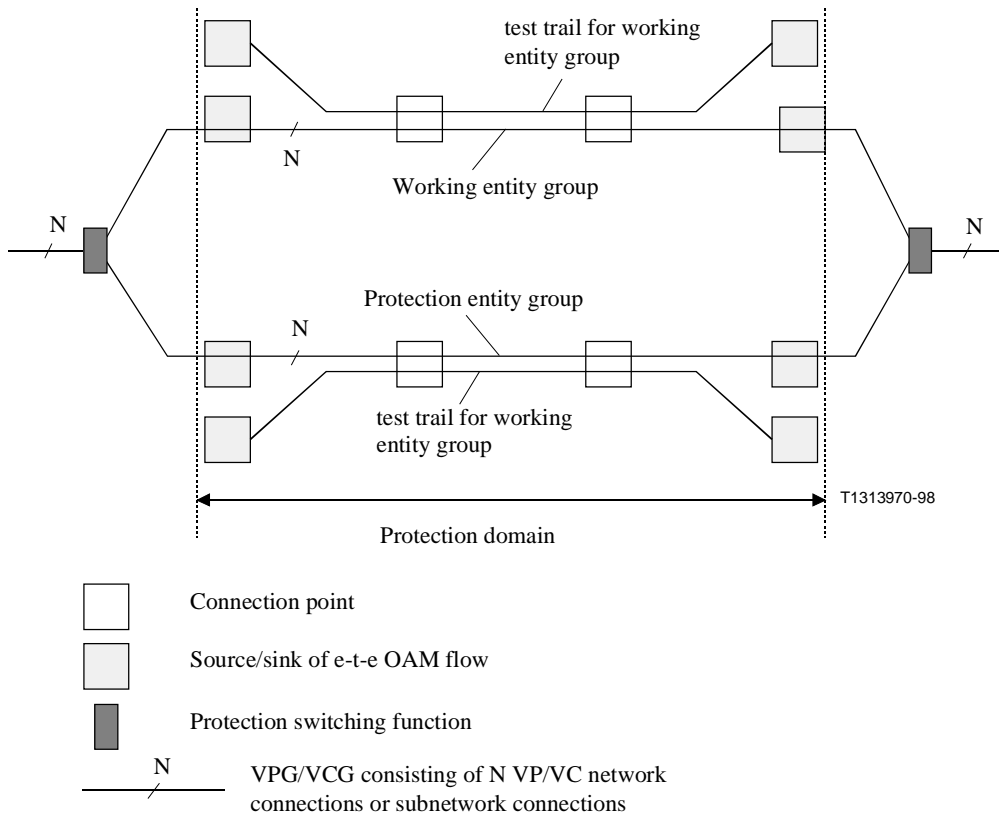 test trail for working
entity group
N
Working entity group
N
N
Protection entity group
N
test trail for working
entity group
T1313970-98
Protection domain
Connection point
Source/sink of e-t-e OAM flow
Protection switching function
N
VPG/VCG consisting of N VP/VC network
connections or subnetwork connections